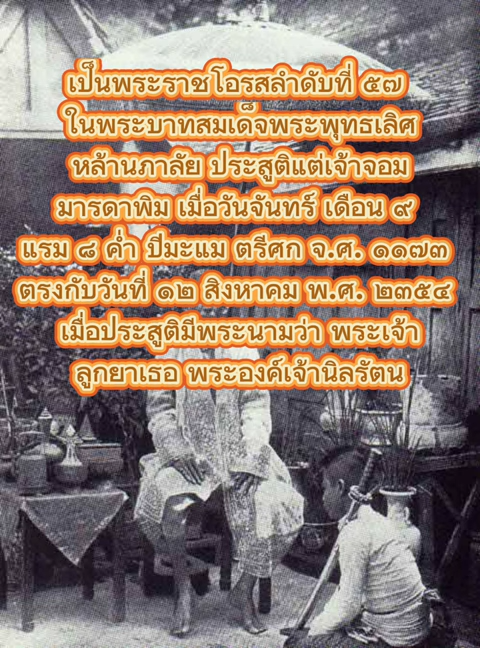 เป็นพระราชโอรสลำดับที่ ๕๗
ในพระบาทสมเด็จพระพุทธเลิศ
หล้านภาลัย ประสูติแต่เจ้าจอม
มารดาพิม เมื่อวันจันทร์ เดือน ๙
แรม ๘ ค่ำ ปีมะแม ตรีศก จ.ศ. ๑๑๗๓
ตรงกับวันที่ ๑๒ สิงหาคม พ.ศ. ๒๓๕๔
เมื่อประสูติมีพระนามว่า พระเจ้า
ลูกยาเธอ พระองค์เจ้านิลรัตน